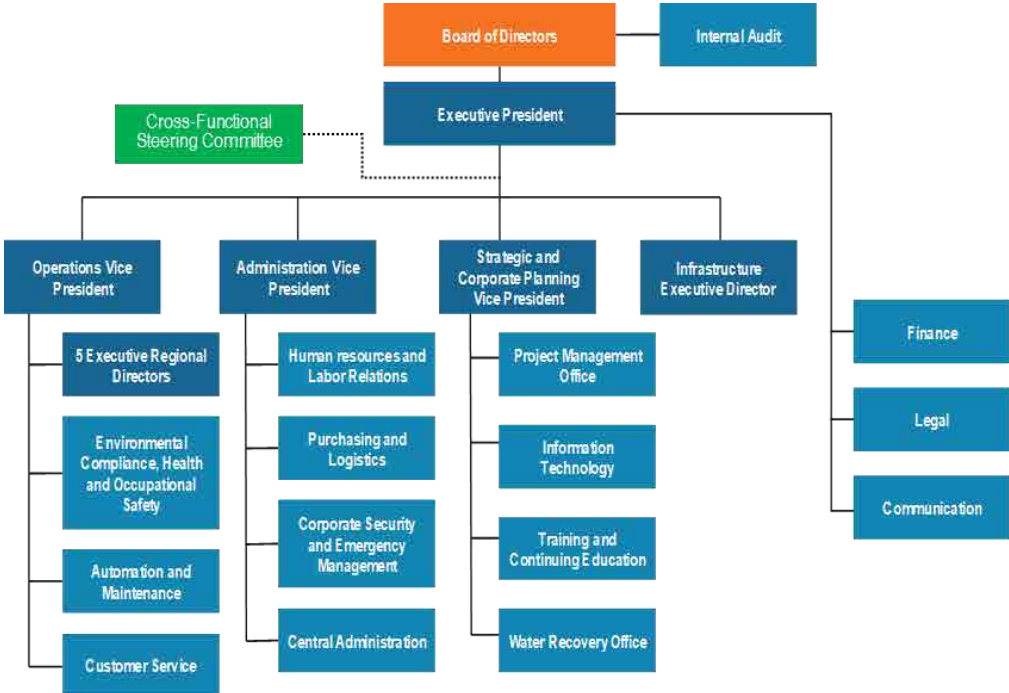 Board of Directors
Internal Audit
Executive President
Cross-Functional
Steering Committee
Operations Vice
President
Administration Vice
President
Strategic and
Corporate Planning
Vice President
Infrastructure
Executive Director
5 Executive Regional
Directors
Environmental
Compliance, Health
and Occupational
Safety
Automation and
Maintenance
Customer Service
Human resources and
Labor Relations
Purchasing and
Logistics
Corporate Security
and Emergency
Management
Central Administration
Project Management
Office
Information
Technology
Training and
Continuing Education
Water Recovery Office
Finance
Legal
Communication